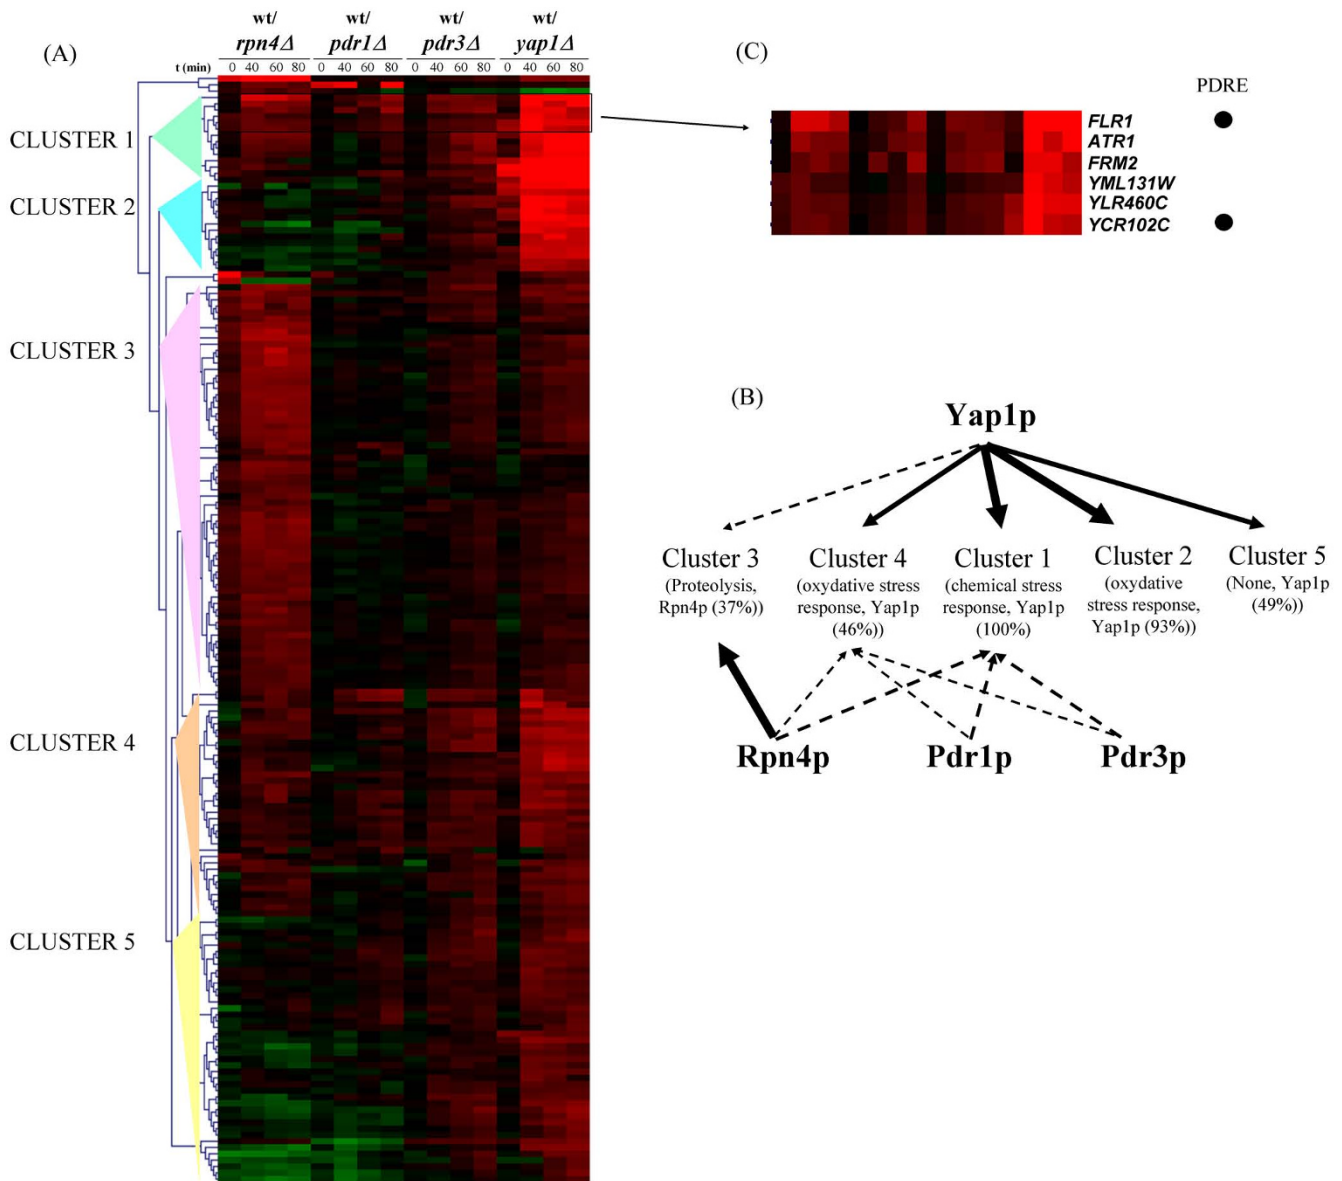 (A)
wt/ wt/ wt/ wt/
rpn4Δ pdr1Δ pdr3Δ yap1Δ
t (min) 0 40 60 80 0 40 60 80 0 40 60 80 0 40 60 80
CLUSTER 1
CLUSTER 2
CLUSTER 3
CLUSTER 4
CLUSTER 5
(C)
PDRE
FLR1
ATR1
FRM2
YML131W
YLR460C
YCR102C
(B)
Yap1p
Cluster 3
(Proteolysis,
Rpn4p (37%))
Cluster 4
(oxydative stress
response, Yap1p
(46%))
Cluster 1
(chemical stress
response, Yap1p
(100%)
Cluster 2
(oxydative
stress response,
Yap1p (93%))
Cluster 5
(None, Yap1p
(49%))
Rpn4p Pdr1p Pdr3p